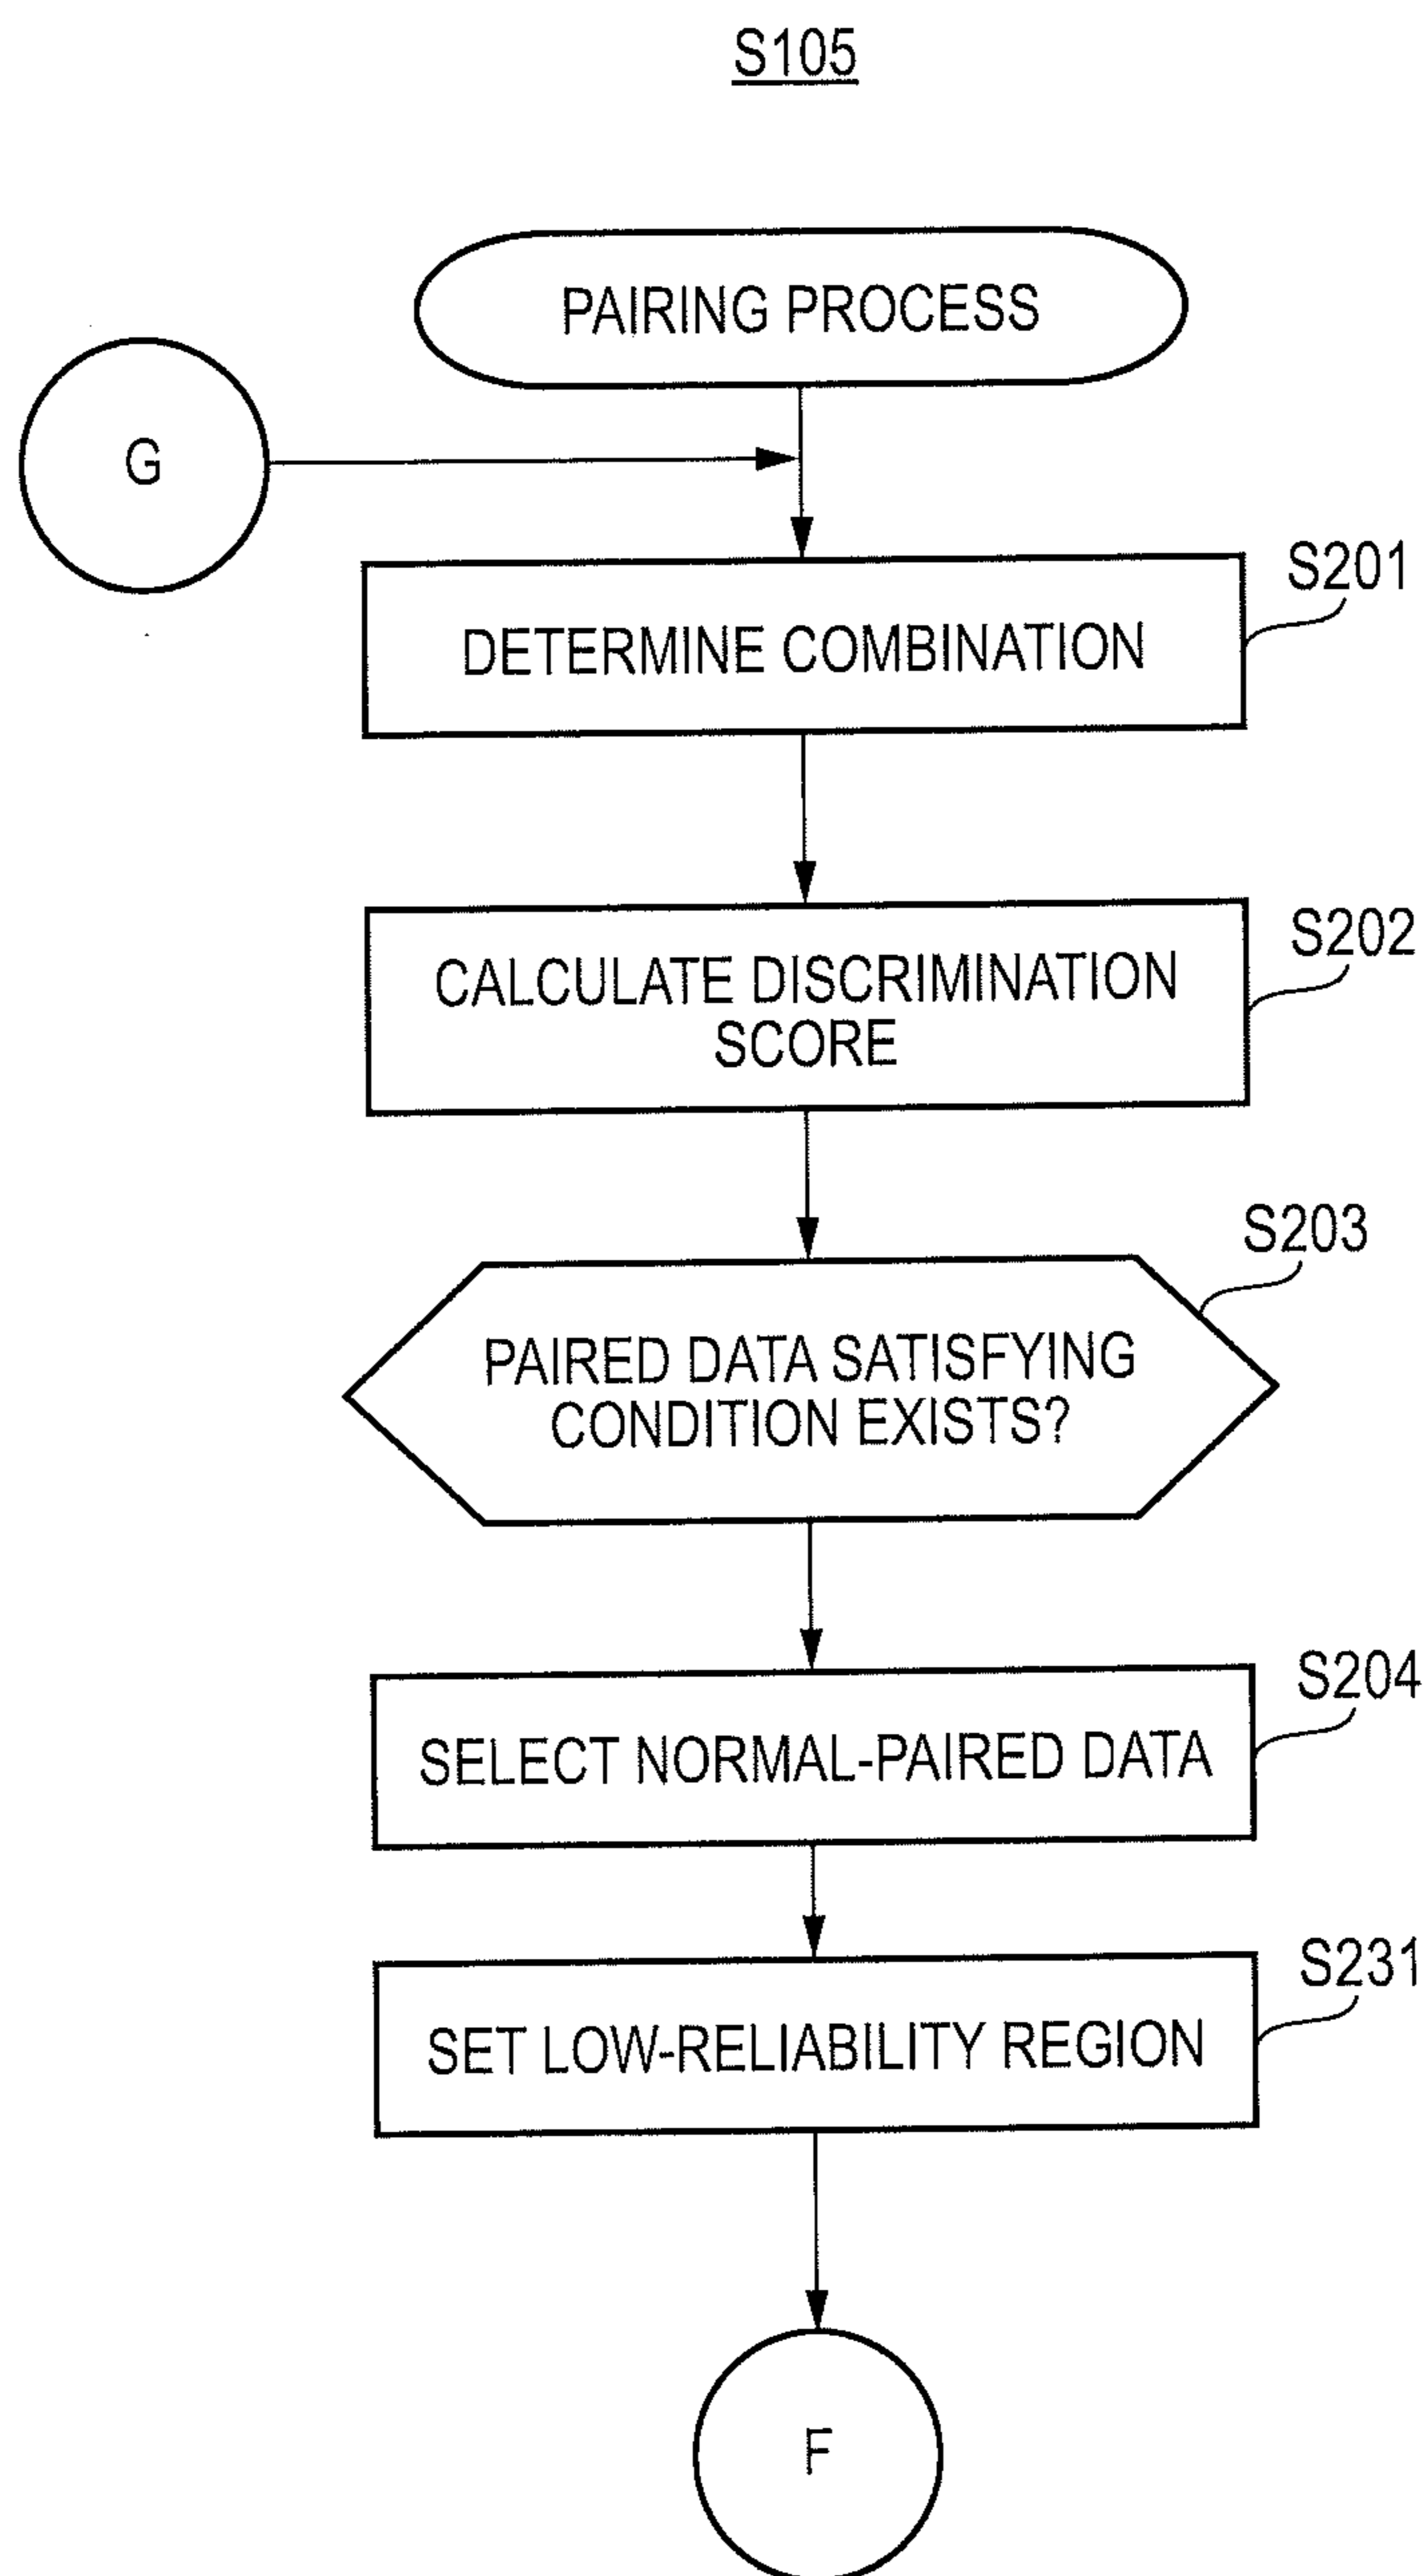 S105
PAIRING PROCESS
G
S201
DETERMINE COMBINATION
S202
CALCULATE DISCRIMINATION
SCORE
S203
PAIRED DATA SATISFYING
CONDITION EXISTS?
S204
SELECT NORMAL-PAIRED DATA
S231
SET LOW-RELIABILITY REGION
F